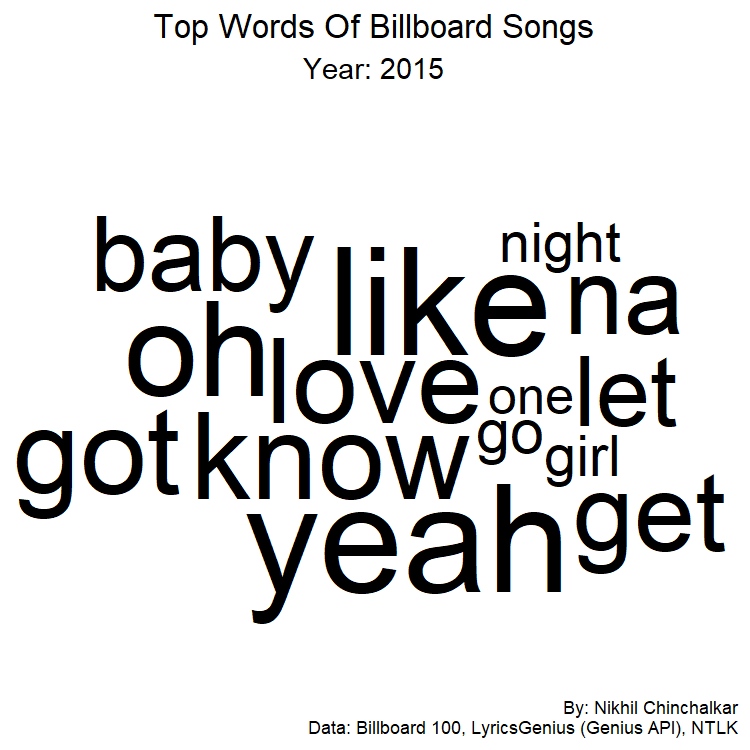 Top Words Of Billboard Songs
Year: 2015
baby
like
night
na
oh
love
one
let
got
know
go
girl
yeah
get
By: Nikhil Chinchalkar
Data: Billboard 100, LyricsGenius (Genius API), NTLK